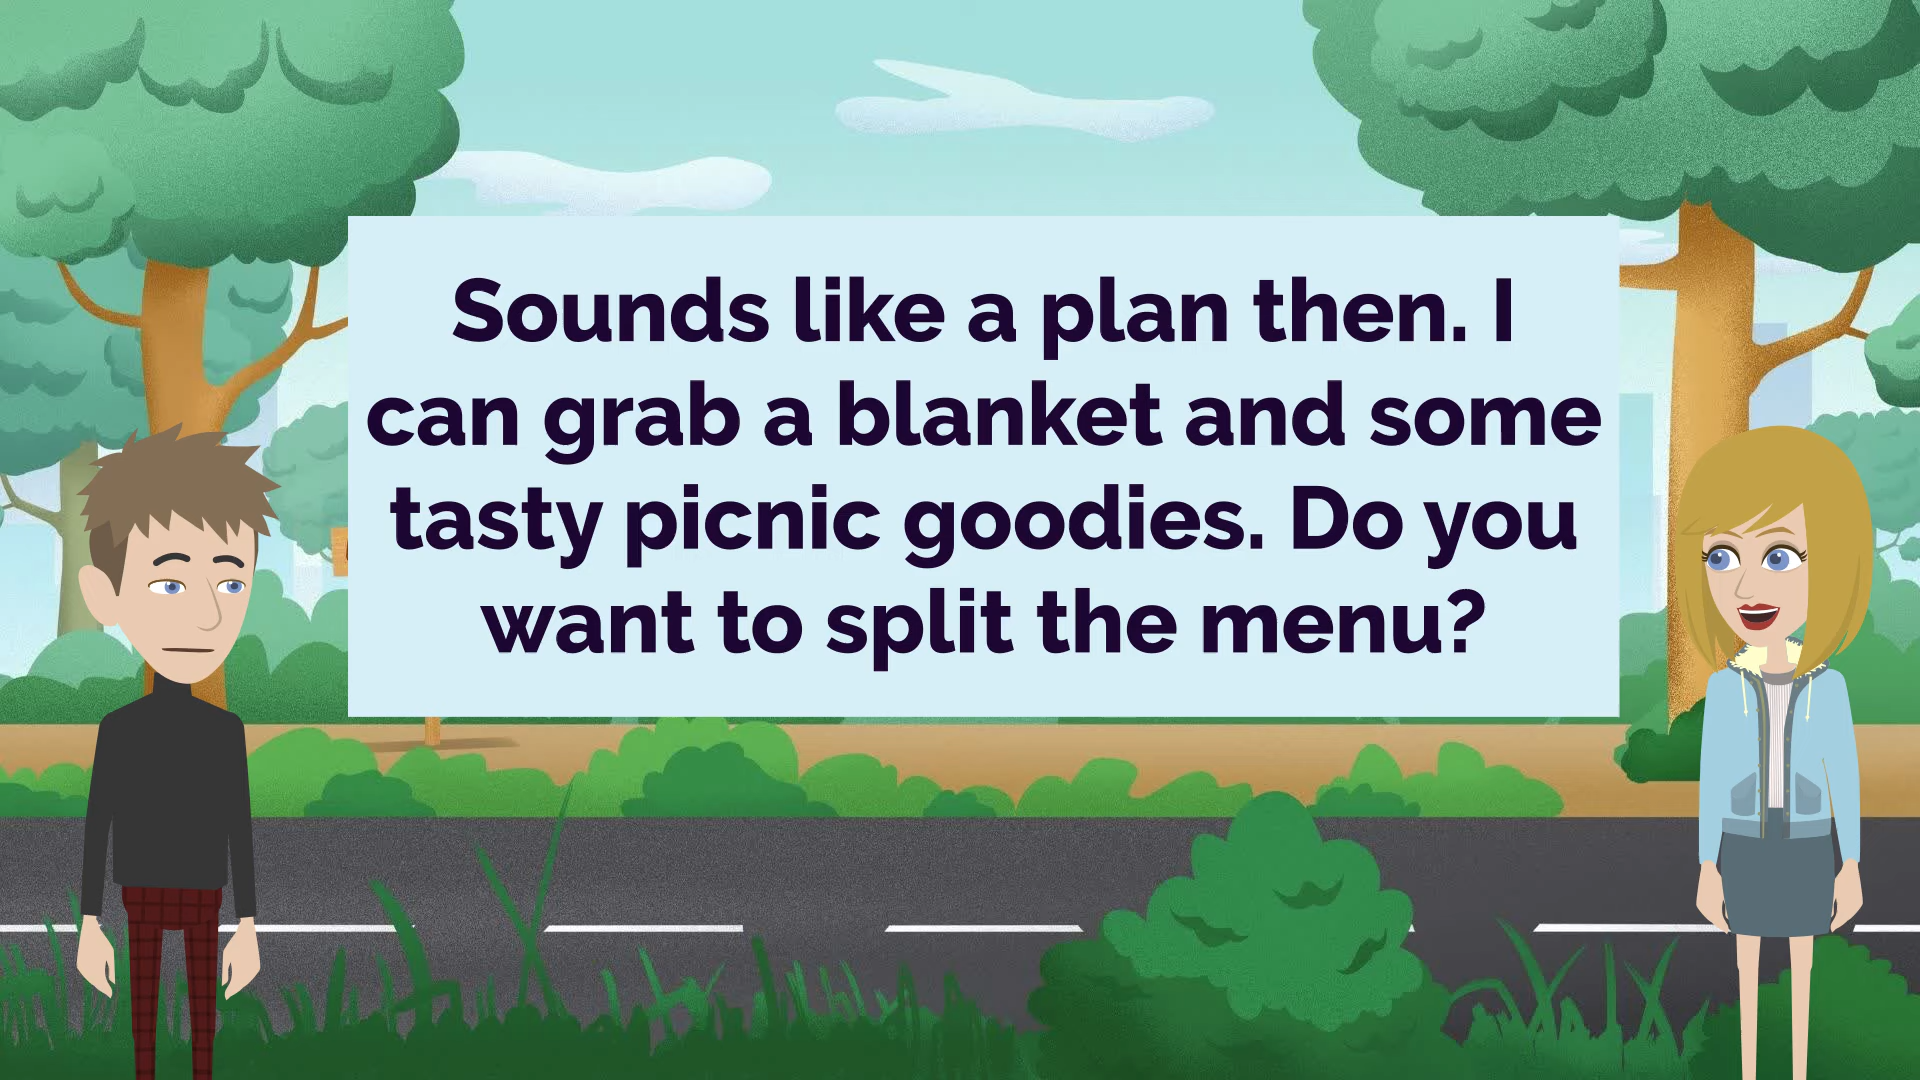 Sounds like a plan then. I
can grab a blanket and some
tasty picnic goodies. Do you
want to split the menu?